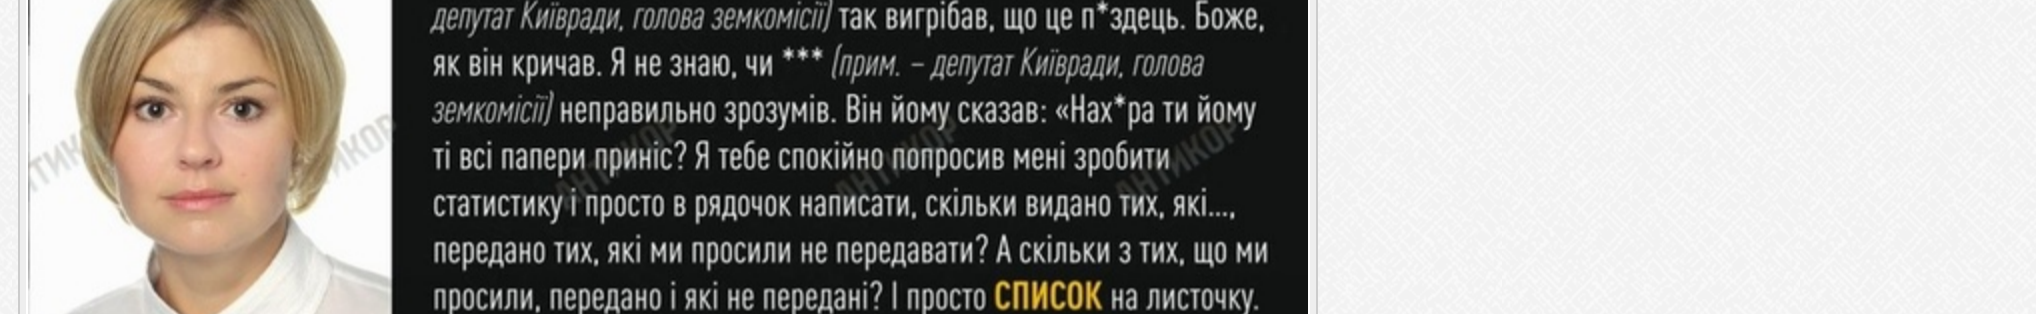 депутат Київради, голова земкомісії) так вигрібав, що це п*здець. Боже,
як він кричав. Я не знаю, чи *** (прим. – депутат Київради, голова
земкомісії) неправильно зрозумів. Він йому сказав: «Нах*ра ти йому
ті всі папери приніс? Я тебе спокійно попросив мені зробити
статистику і просто в рядочок написати, скільки видано тих, які...,
передано тих, які ми просили не передавати? А скільки з тих, що ми
просили, передано і які не передані? І просто СПИСОК на листочку.
АНТИКОР
АНТИКОР
АНТИКОР